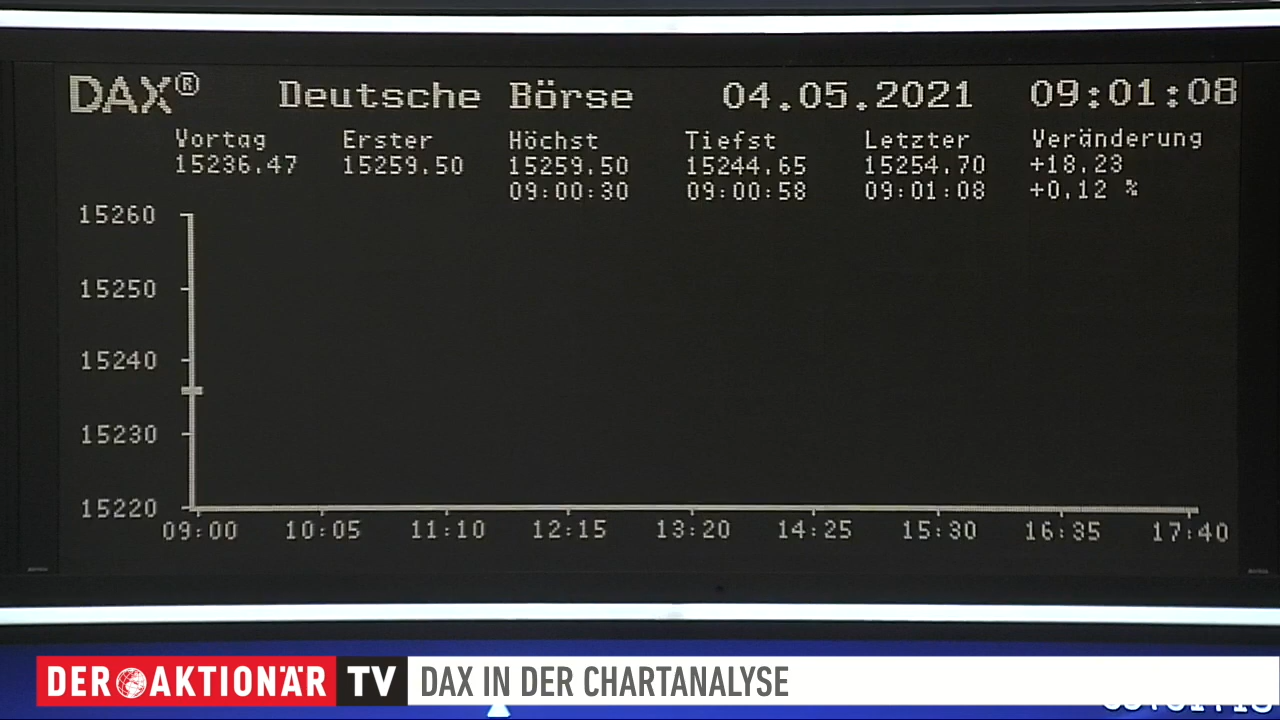 DAX® Deutsche Börse 04.05.2021 09:01:08
Vortag Erster Höchst Tiefst Letzter Veränderung
15236.47 15259.50 15259.50 15244.65 15254.70 +18.23
09:00:30 09:00:58 09:01:08 +0,12 %
15260
15250
15240
15230
15220
09:00 10:05 11:10 12:15 13:20 14:25 15:30 16:35 17:40
DER AKTIONÄR TV DAX IN DER CHARTANALYSE